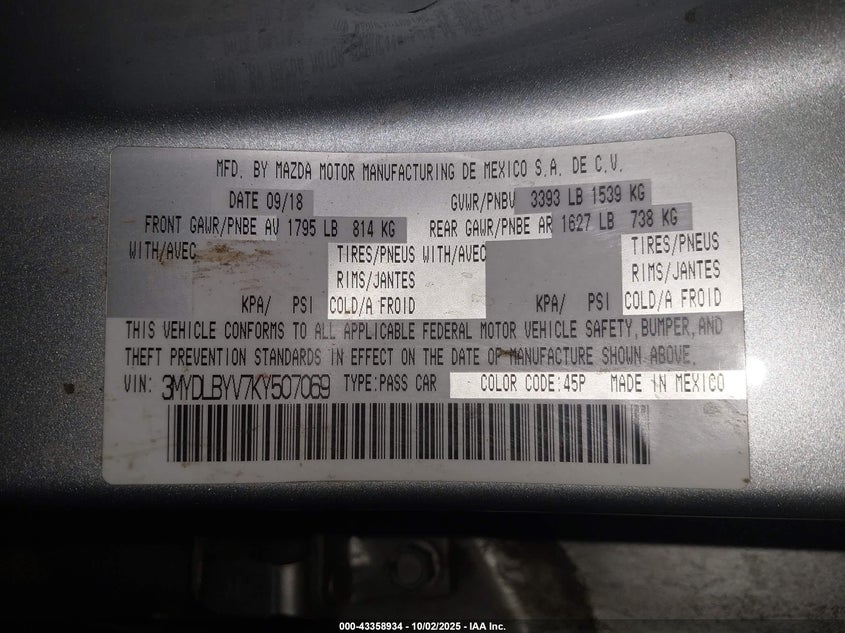 MFD. BY MAZDA MOTOR MANUFACTURING DE MEXICO S.A. DE C.V.
DATE 09/18 GVWR/PNBV 3393 LB 1539 KG
FRONT GAWR/PNBE AV 1795 LB 814 KG REAR GAWR/PNBE AR 1627 LB 738 KG
WITH/AVEC TIRES/PNEUS WITH/AVEC TIRES/PNEUS
RIMS/JANTES RIMS/JANTES
KPA/ PSI COLD/A FROID KPA/ PSI COLD/A FROID
THIS VEHICLE CONFORMS TO ALL APPLICABLE FEDERAL MOTOR VEHICLE SAFETY, BUMPER, AND
THEFT PREVENTION STANDARDS IN EFFECT ON THE DATE OF MANUFACTURE SHOWN ABOVE.
VIN: 3MYDLBYV7KY507069 TYPE:PASS CAR COLOR CODE:45P MADE IN MEXICO
000-43358934 - 10/02/2025 - IAA Inc.